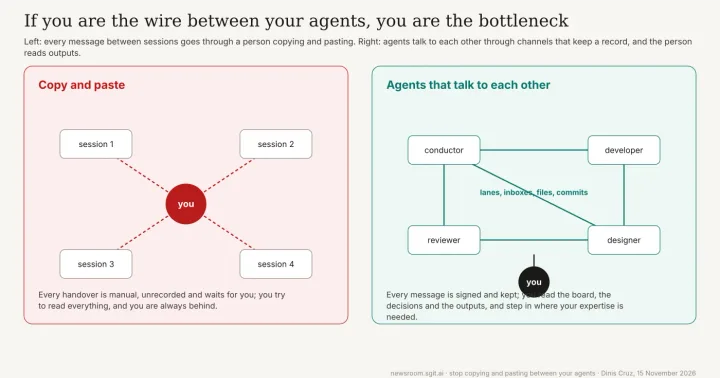 If you are the wire between your agents, you are the bottleneck
Left: every message between sessions goes through a person copying and pasting. Right: agents talk to each other through channels that keep a record, and the person
reads outputs.
Copy and paste
session 1
session 2
you
session 3
session 4
Every handover is manual, unrecorded and waits for you; you try
to read everything, and you are always behind.
Agents that talk to each other
conductor
developer
lanes, inboxes, files, commits
reviewer
designer
you
Every message is signed and kept; you read the board, the
decisions and the outputs, and step in where your expertise is
needed.
newsroom.sgit.ai · stop copying and pasting between your agents · Dinis Cruz, 15 November 2026